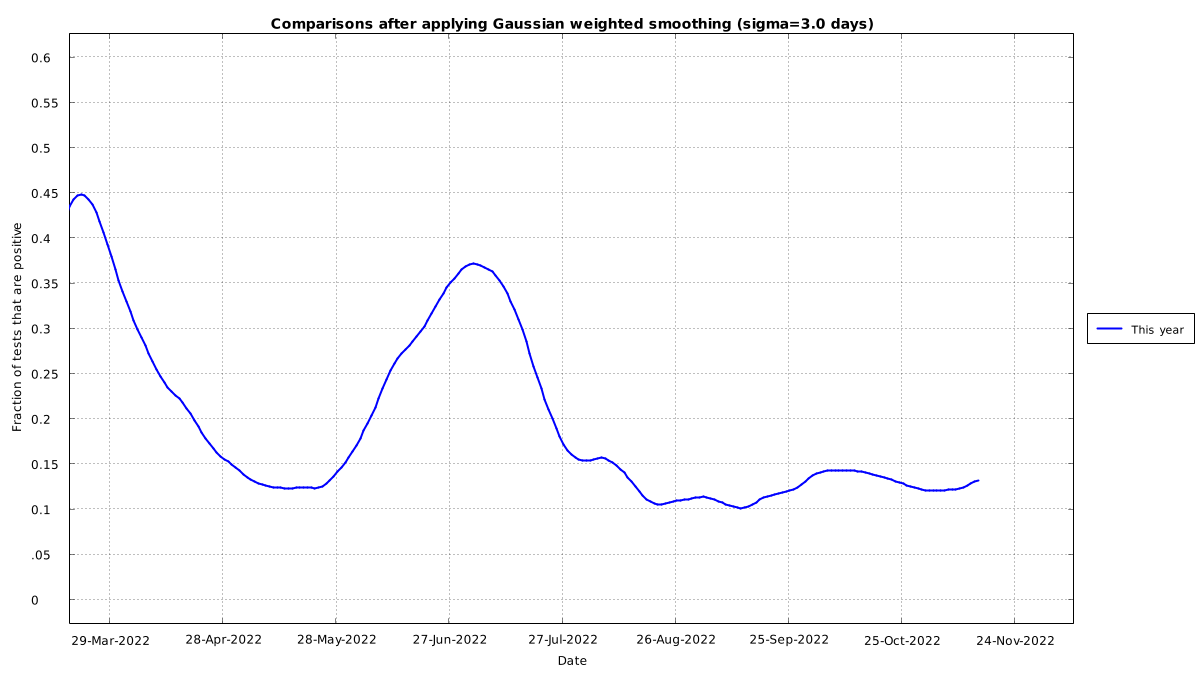 Comparisons after applying Gaussian weighted smoothing (sigma=3.0 days)
0.6
0.55
0.5
0.45
0.4
0.35
0.3
0.25
0.2
0.15
0.1
.05
0
Fraction of tests that are positive
This year
29-Mar-2022 28-Apr-2022 28-May-2022 27-Jun-2022 27-Jul-2022 26-Aug-2022 25-Sep-2022 25-Oct-2022 24-Nov-2022
Date